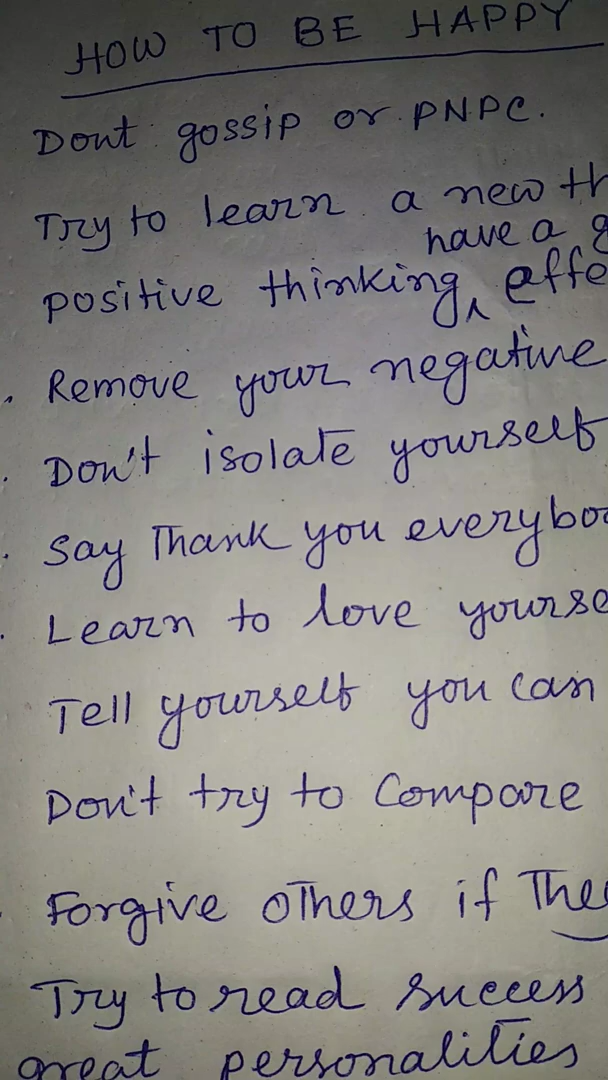 HOW TO BE HAPPY
Dont gossip or PNPC.
Try to learn a new th
have a g
positive thinking, effe
Remove your negative
Don't isolate yourself
Say Thank you everybo
Learn to love yourse
Tell yourself you can
Don't try to Compare
Forgive others if The
Try to read success
great personalities